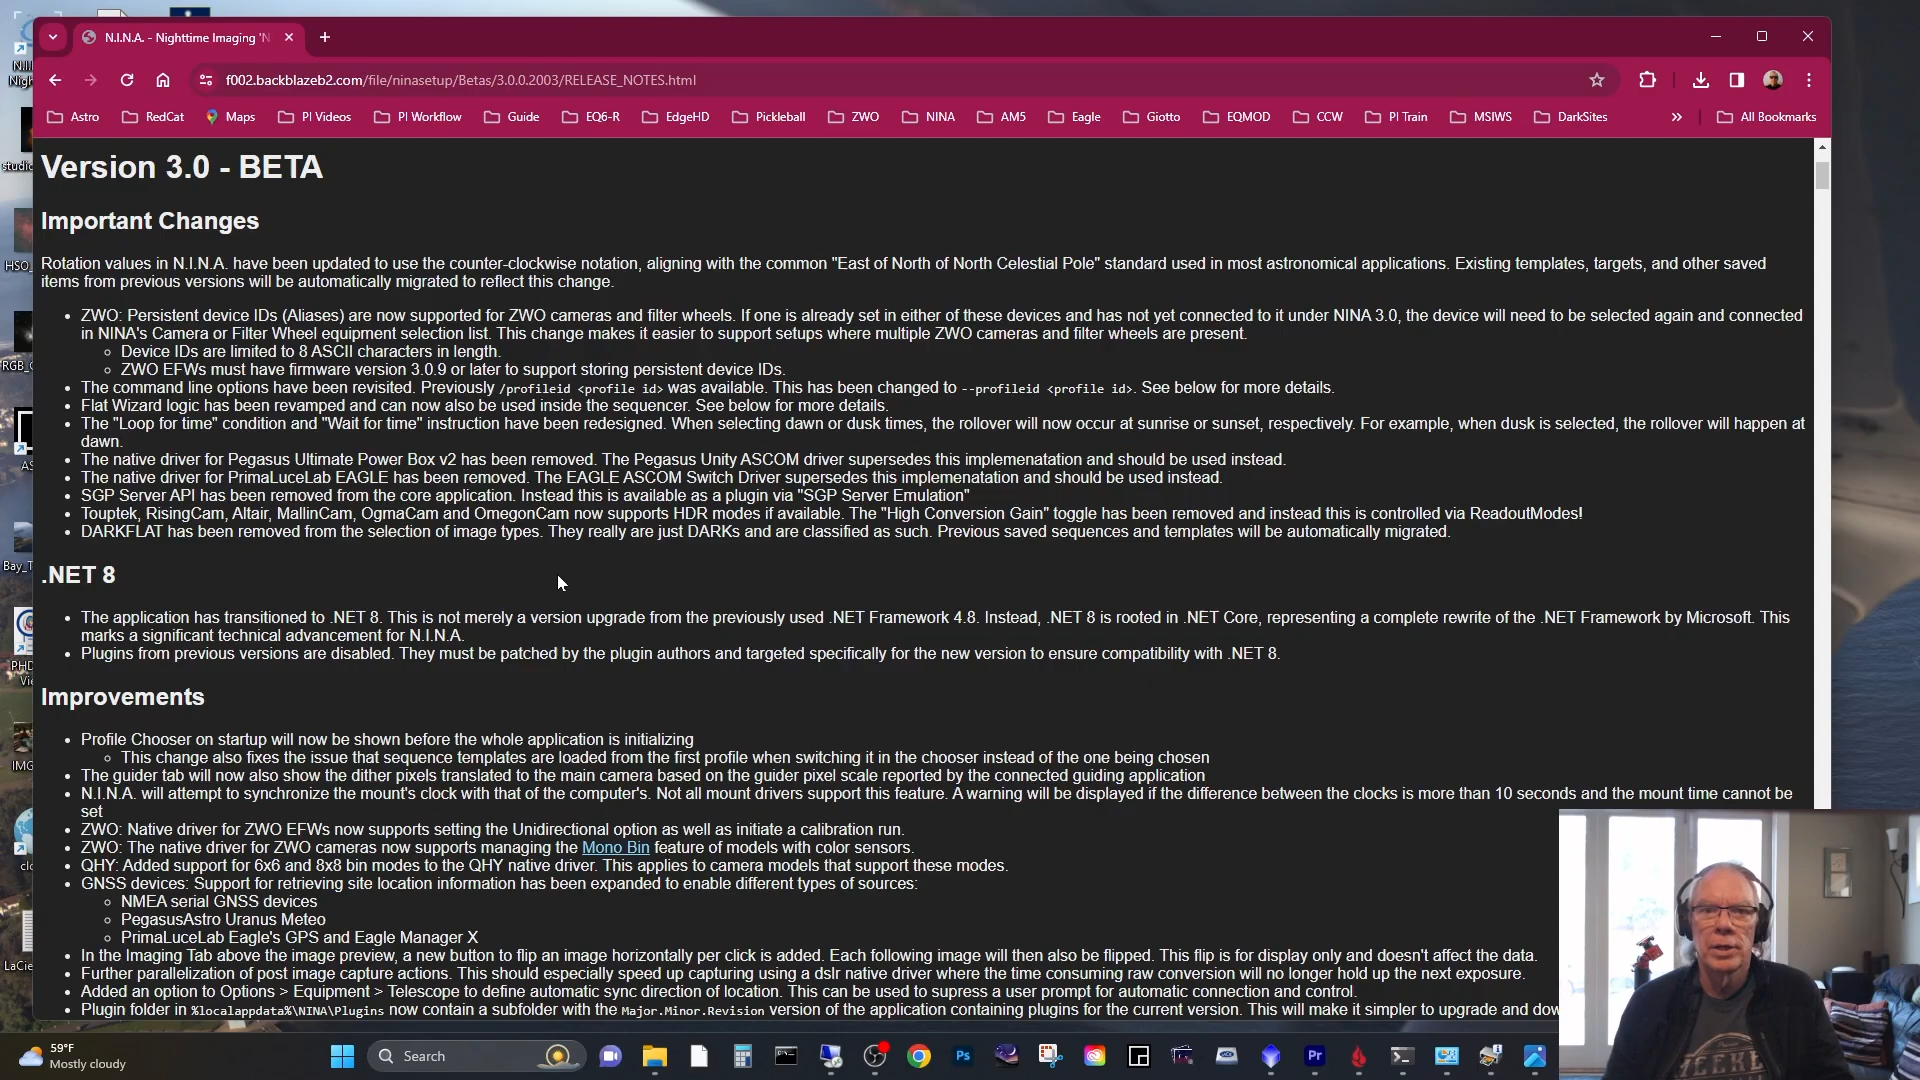 N.I.N.A. - Nighttime Imaging 'N
f002.backblazeb2.com/file/ninasetup/Betas/3.0.0.2003/RELEASE_NOTES.html
Astro RedCat Maps PI Videos PI Workflow Guide EQ6-R EdgeHD Pickleball ZWO NINA AM5 Eagle Giotto EQMOD CCW PI Train MSIWS DarkSites » All Bookmarks
Version 3.0 - BETA
Important Changes
Rotation values in N.I.N.A. have been updated to use the counter-clockwise notation, aligning with the common "East of North of North Celestial Pole" standard used in most astronomical applications. Existing templates, targets, and other saved
items from previous versions will be automatically migrated to reflect this change.
ZWO: Persistent device IDs (Aliases) are now supported for ZWO cameras and filter wheels. If one is already set in either of these devices and has not yet connected to it under NINA 3.0, the device will need to be selected again and connected
in NINA's Camera or Filter Wheel equipment selection list. This change makes it easier to support setups where multiple ZWO cameras and filter wheels are present.
Device IDs are limited to 8 ASCII characters in length.
ZWO EFWs must have firmware version 3.0.9 or later to support storing persistent device IDs.
The command line options have been revisited. Previously /profileid <profile id> was available. This has been changed to --profileid <profile id>. See below for more details.
Flat Wizard logic has been revamped and can now also be used inside the sequencer. See below for more details.
The "Loop for time" condition and "Wait for time" instruction have been redesigned. When selecting dawn or dusk times, the rollover will now occur at sunrise or sunset, respectively. For example, when dusk is selected, the rollover will happen at
dawn.
The native driver for Pegasus Ultimate Power Box v2 has been removed. The Pegasus Unity ASCOM driver supersedes this implemenatation and should be used instead.
The native driver for PrimaLuceLab EAGLE has been removed. The EAGLE ASCOM Switch Driver supersedes this implemenatation and should be used instead.
SGP Server API has been removed from the core application. Instead this is available as a plugin via "SGP Server Emulation"
Touptek, RisingCam, Altair, MallinCam, OgmaCam and OmegonCam now supports HDR modes if available. The "High Conversion Gain" toggle has been removed and instead this is controlled via ReadoutModes!
DARKFLAT has been removed from the selection of image types. They really are just DARKs and are classified as such. Previous saved sequences and templates will be automatically migrated.
.NET 8
The application has transitioned to .NET 8. This is not merely a version upgrade from the previously used .NET Framework 4.8. Instead, .NET 8 is rooted in .NET Core, representing a complete rewrite of the .NET Framework by Microsoft. This
marks a significant technical advancement for N.I.N.A.
Plugins from previous versions are disabled. They must be patched by the plugin authors and targeted specifically for the new version to ensure compatibility with .NET 8.
Improvements
Profile Chooser on startup will now be shown before the whole application is initializing
This change also fixes the issue that sequence templates are loaded from the first profile when switching it in the chooser instead of the one being chosen
The guider tab will now also show the dither pixels translated to the main camera based on the guider pixel scale reported by the connected guiding application
N.I.N.A. will attempt to synchronize the mount's clock with that of the computer's. Not all mount drivers support this feature. A warning will be displayed if the difference between the clocks is more than 10 seconds and the mount time cannot be
set
ZWO: Native driver for ZWO EFWs now supports setting the Unidirectional option as well as initiate a calibration run.
ZWO: The native driver for ZWO cameras now supports managing the Mono Bin feature of models with color sensors.
QHY: Added support for 6x6 and 8x8 bin modes to the QHY native driver. This applies to camera models that support these modes.
GNSS devices: Support for retrieving site location information has been expanded to enable different types of sources:
NMEA serial GNSS devices
PegasusAstro Uranus Meteo
PrimaLuceLab Eagle's GPS and Eagle Manager X
In the Imaging Tab above the image preview, a new button to flip an image horizontally per click is added. Each following image will then also be flipped. This flip is for display only and doesn't affect the data.
Further parallelization of post image capture actions. This should especially speed up capturing using a dslr native driver where the time consuming raw conversion will no longer hold up the next exposure.
Added an option to Options > Equipment > Telescope to define automatic sync direction of location. This can be used to supress a user prompt for automatic connection and control.
Plugin folder in %localappdata%\NINA\Plugins now contain a subfolder with the Major.Minor.Revision version of the application containing plugins for the current version. This will make it simpler to upgrade and dow
59°F
Mostly cloudy
Search
Ps
Pr